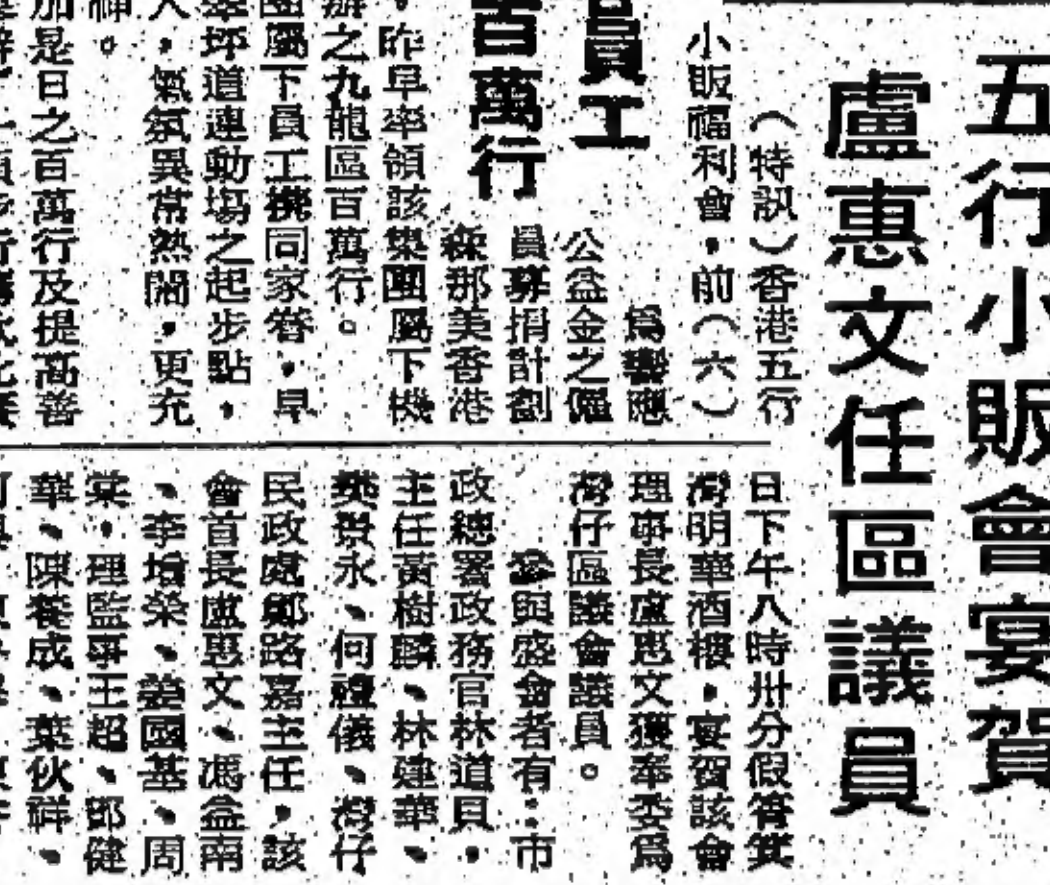 五行小販會宴賀
盧惠文任區議員
（特訊）香港五行
小販福利會，前（六）
日下午八時卅分假筲箕
灣明華酒樓，宴賀該會
理事長盧惠文獲奉委爲
灣仔區議會議員。
參與盛會者有：市
政總署政務官林道貝，
主任黃樹麟、林建華、
景永、何禮儀、灣仔
民政處鄭路嘉主任，該
會首長盧惠文、馮益南
、李增榮、姜國基、周
棠，理監事王超、鄧健
華、陳養成、葉伙祥、
員工
百萬行
爲響應
公益金之僱
員募捐計劃
森那美香港
，昨早率領該集團屬下機
辦之九龍區百萬行。
團屬下員工攜同家眷，早
翠坪道運動場之起步點，
人，氣氛異常熱鬧，更充
神。
加是日之百萬行及提高善